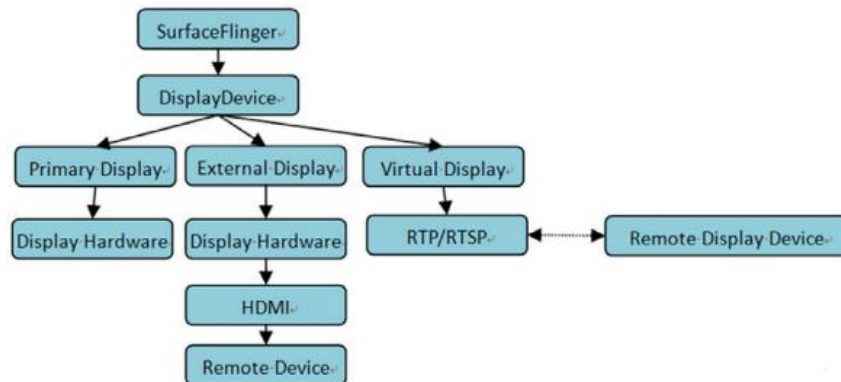 SurfaceFlinger
DisplayDevice
Primary Display
External Display
Virtual Display
Display Hardware
Display Hardware
RTP/RTSP
Remote Display Device
HDMI
Remote Device